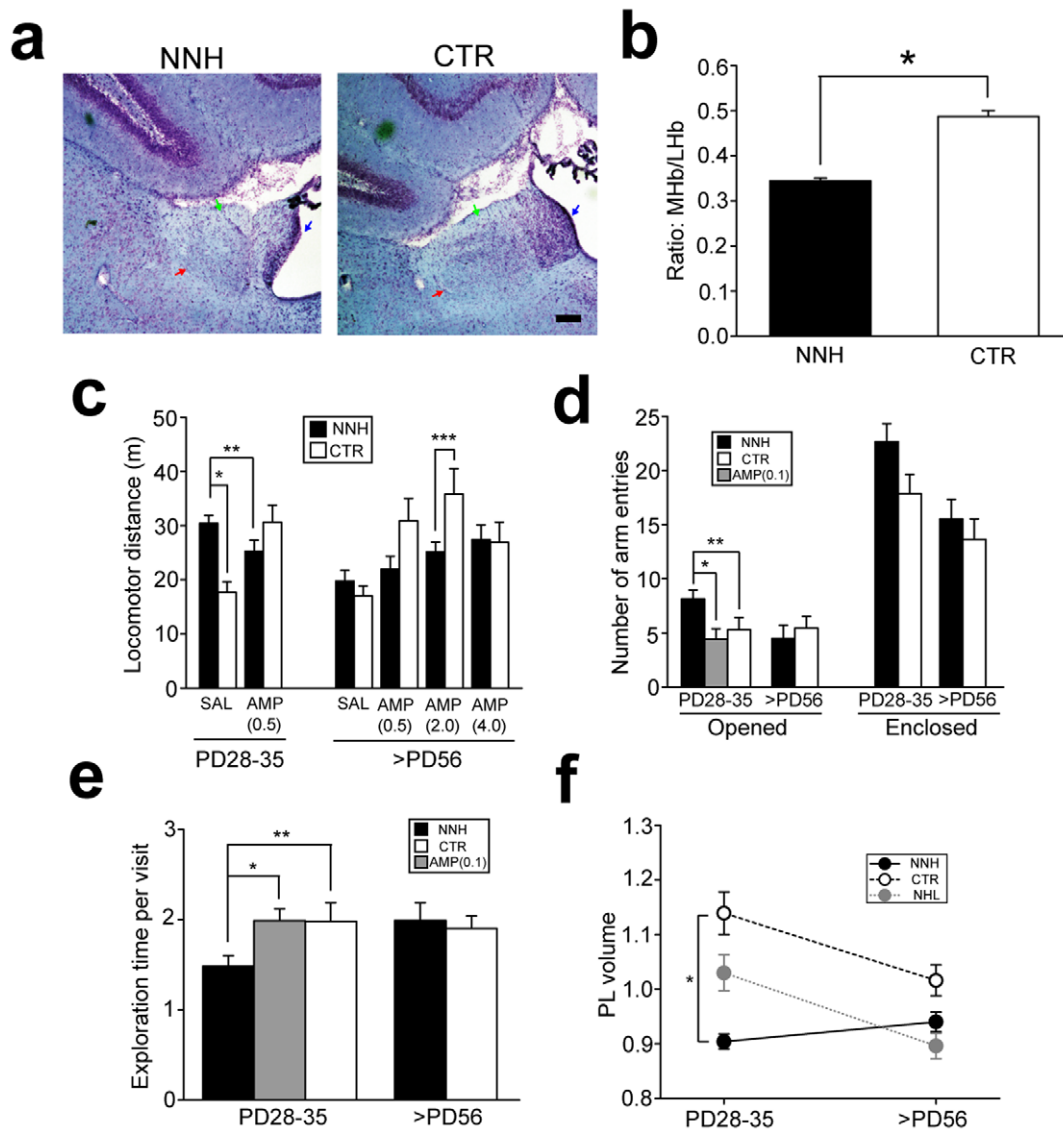 a
NNH
CTR
b
0.6
0.5
0.4
0.3
0.2
0.1
0.0
Ratio: MHb/LHb
*
NNH
CTR
c
50
40
30
20
10
0
Locomotor distance (m)
NNH
CTR
**
*
***
SAL
AMP
(0.5)
SAL
AMP
(0.5)
AMP
(2.0)
AMP
(4.0)
PD28-35
>PD56
d
25
20
15
10
5
0
Number of arm entries
NNH
CTR
AMP(0.1)
**
*
PD28-35
>PD56
PD28-35
>PD56
Opened
Enclosed
e
3
2
1
0
Exploration time per visit
NNH
CTR
AMP(0.1)
**
*
PD28-35
>PD56
f
1.3
1.2
1.1
1.0
0.9
0.8
PL volume
NNH
CTR
NHL
*
PD28-35
>PD56